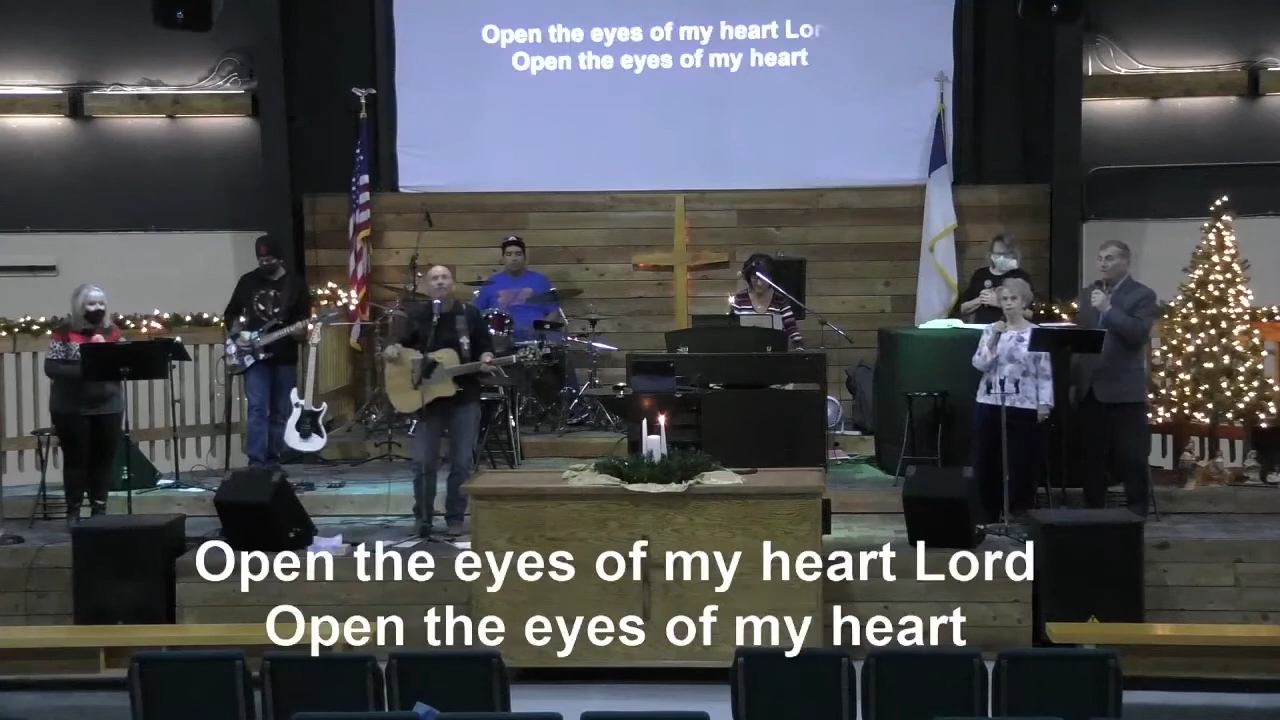 Open the eyes of my heart Lor
Open the eyes of my heart
Open the eyes of my heart Lord
Open the eyes of my heart